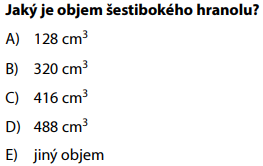 Jaký je objem šestibokého hranolu?
A) 128 cm³
B) 320 cm³
C) 416 cm³
D) 488 cm³
E) jiný objem